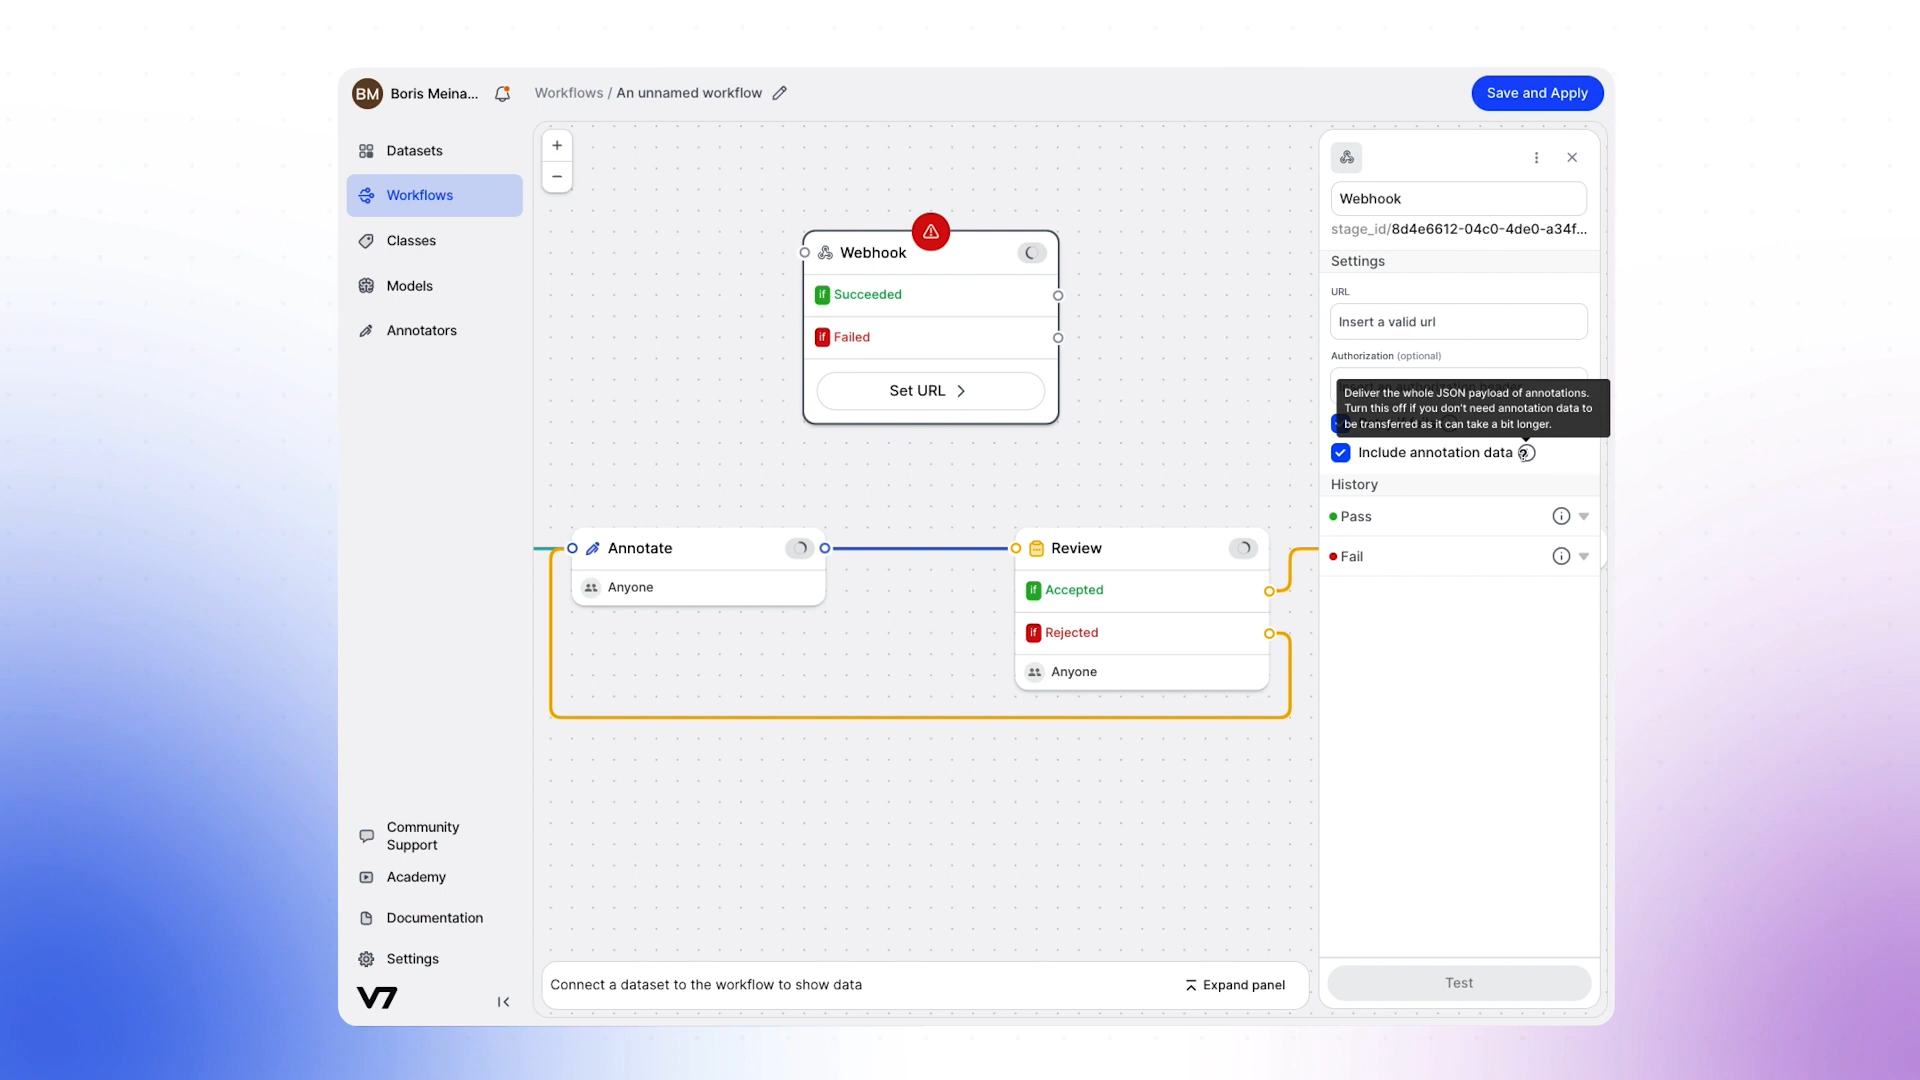 BM Boris Meina...
Workflows / An unnamed workflow
Save and Apply
Datasets
Workflows
Classes
Models
Annotators
Community
Support
Academy
Documentation
Settings
V7
+
−
Webhook
if Succeeded
if Failed
Set URL
Annotate
Anyone
Review
if Accepted
if Rejected
Anyone
Connect a dataset to the workflow to show data
Expand panel
Webhook
stage_id/8d4e6612-04c0-4de0-a34f...
Settings
URL
Insert a valid url
Authorization (optional)
Deliver the whole JSON payload of annotations.
Turn this off if you don't need annotation data to
be transferred as it can take a bit longer.
Include annotation data
History
Pass
Fail
Test